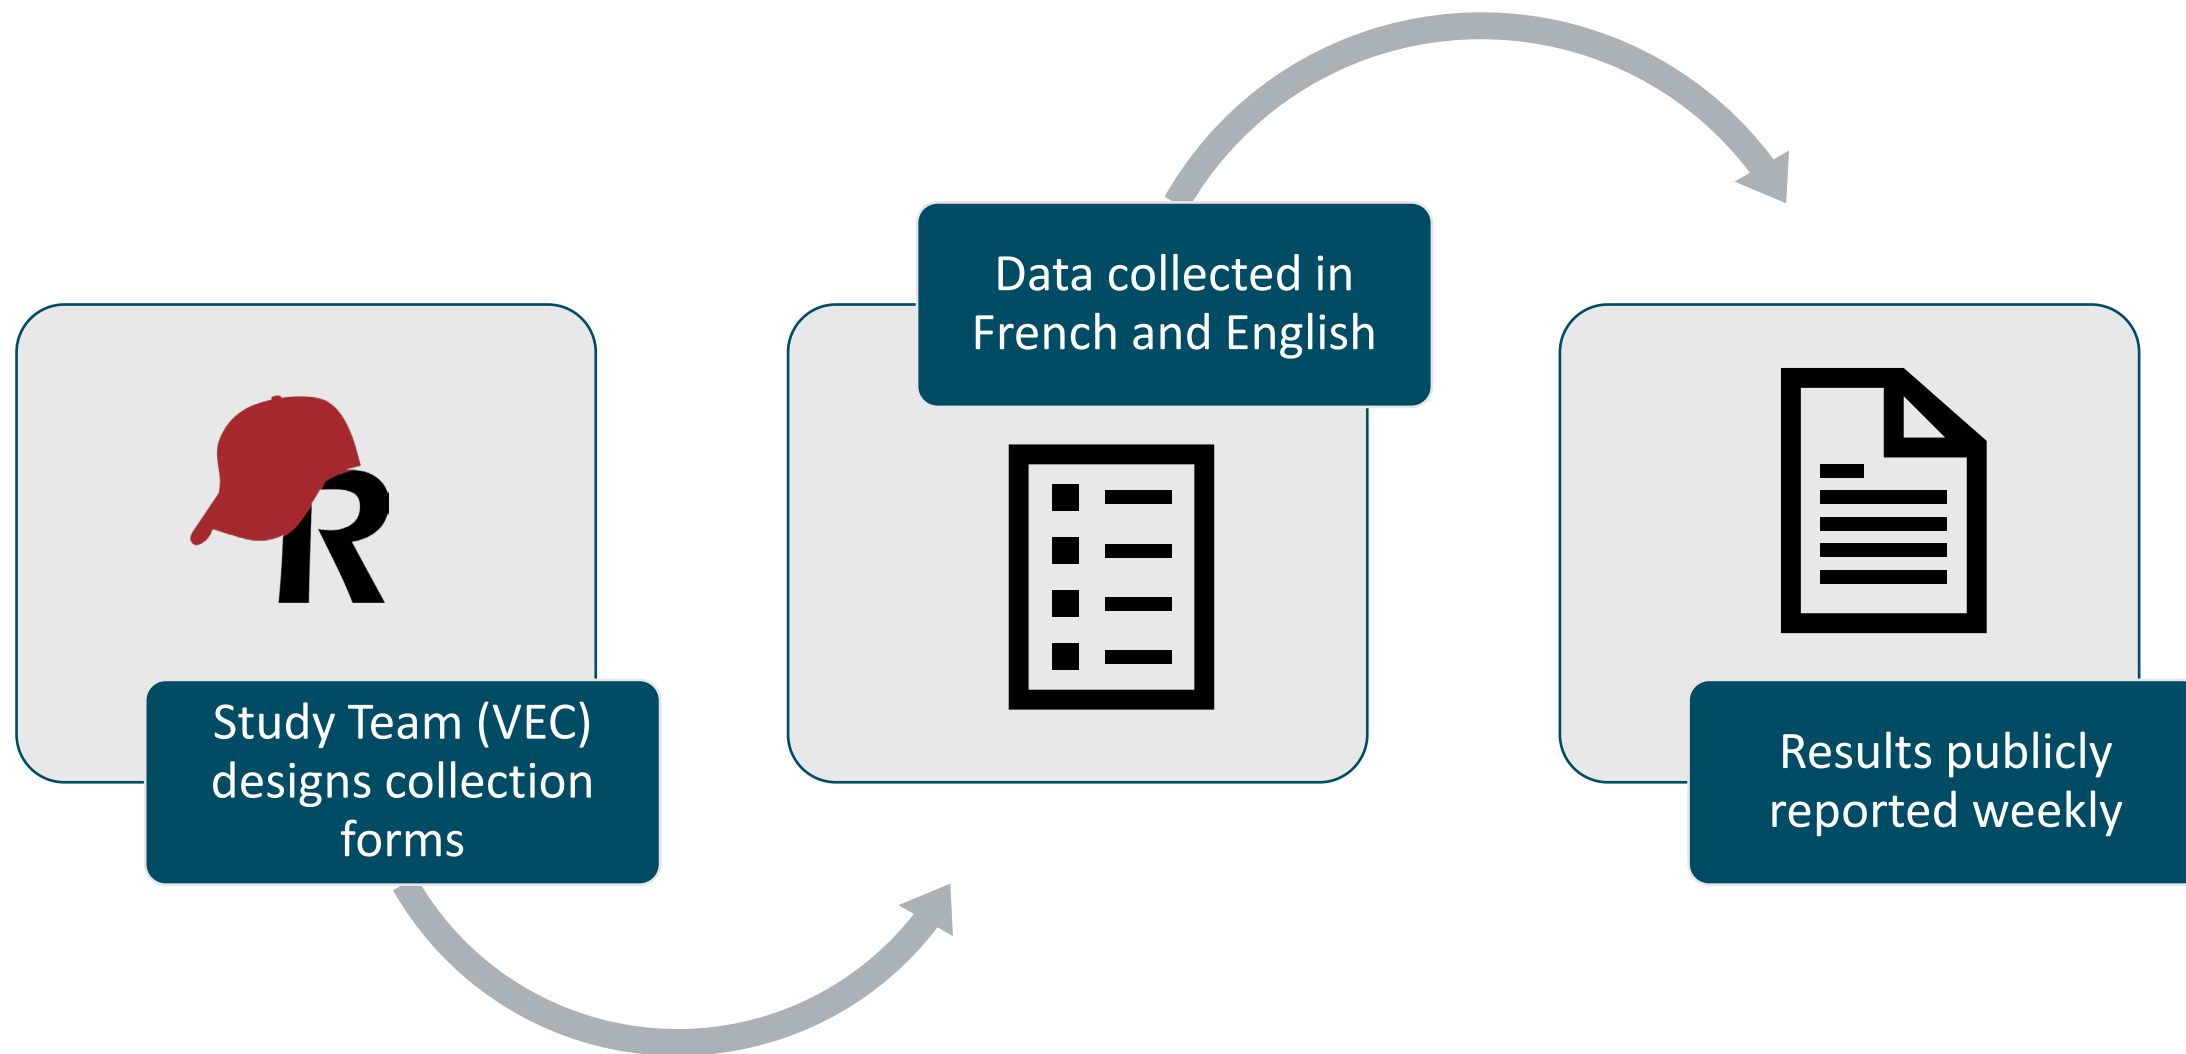 R
Study Team (VEC)
designs collection
forms
Data collected in
French and English
Results publicly
reported weekly